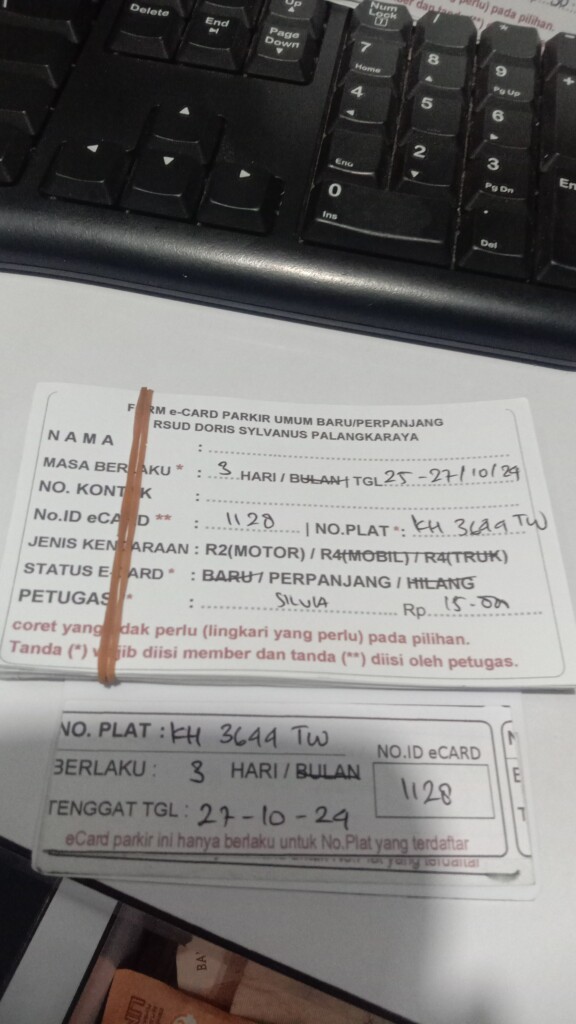 perlu) pada pilihan.
Delete
End
Up
Page
Down
Num
Lock
7
Home
8
9
Pg Up
4
5
6
End
2
3
Pg Dn
0
Ins
.
Del
+
En
FORM e-CARD PARKIR UMUM BARU/PERPANJANG
RSUD DORIS SYLVANUS PALANGKARAYA
NAMA :
MASA BERLAKU * : 3 HARI / BULAN | TGL 25 - 27/10/24
NO. KONTAK :
No.ID eCARD ** : 1128 | NO.PLAT *: KH 3644 TW
JENIS KENDARAAN : R2(MOTOR) / R4(MOBIL) / R4(TRUK)
STATUS E-CARD * : BARU / PERPANJANG / HILANG
PETUGAS * : SILVIA Rp. 15.000
coret yang tidak perlu (lingkari yang perlu) pada pilihan.
Tanda (*) wajib diisi member dan tanda (**) diisi oleh petugas.
NO. PLAT : KH 3644 TW
NO.ID eCARD
BERLAKU : 3 HARI / BULAN
1128
TENGGAT TGL : 27-10-24
eCard parkir ini hanya berlaku untuk No.Plat yang terdaftar